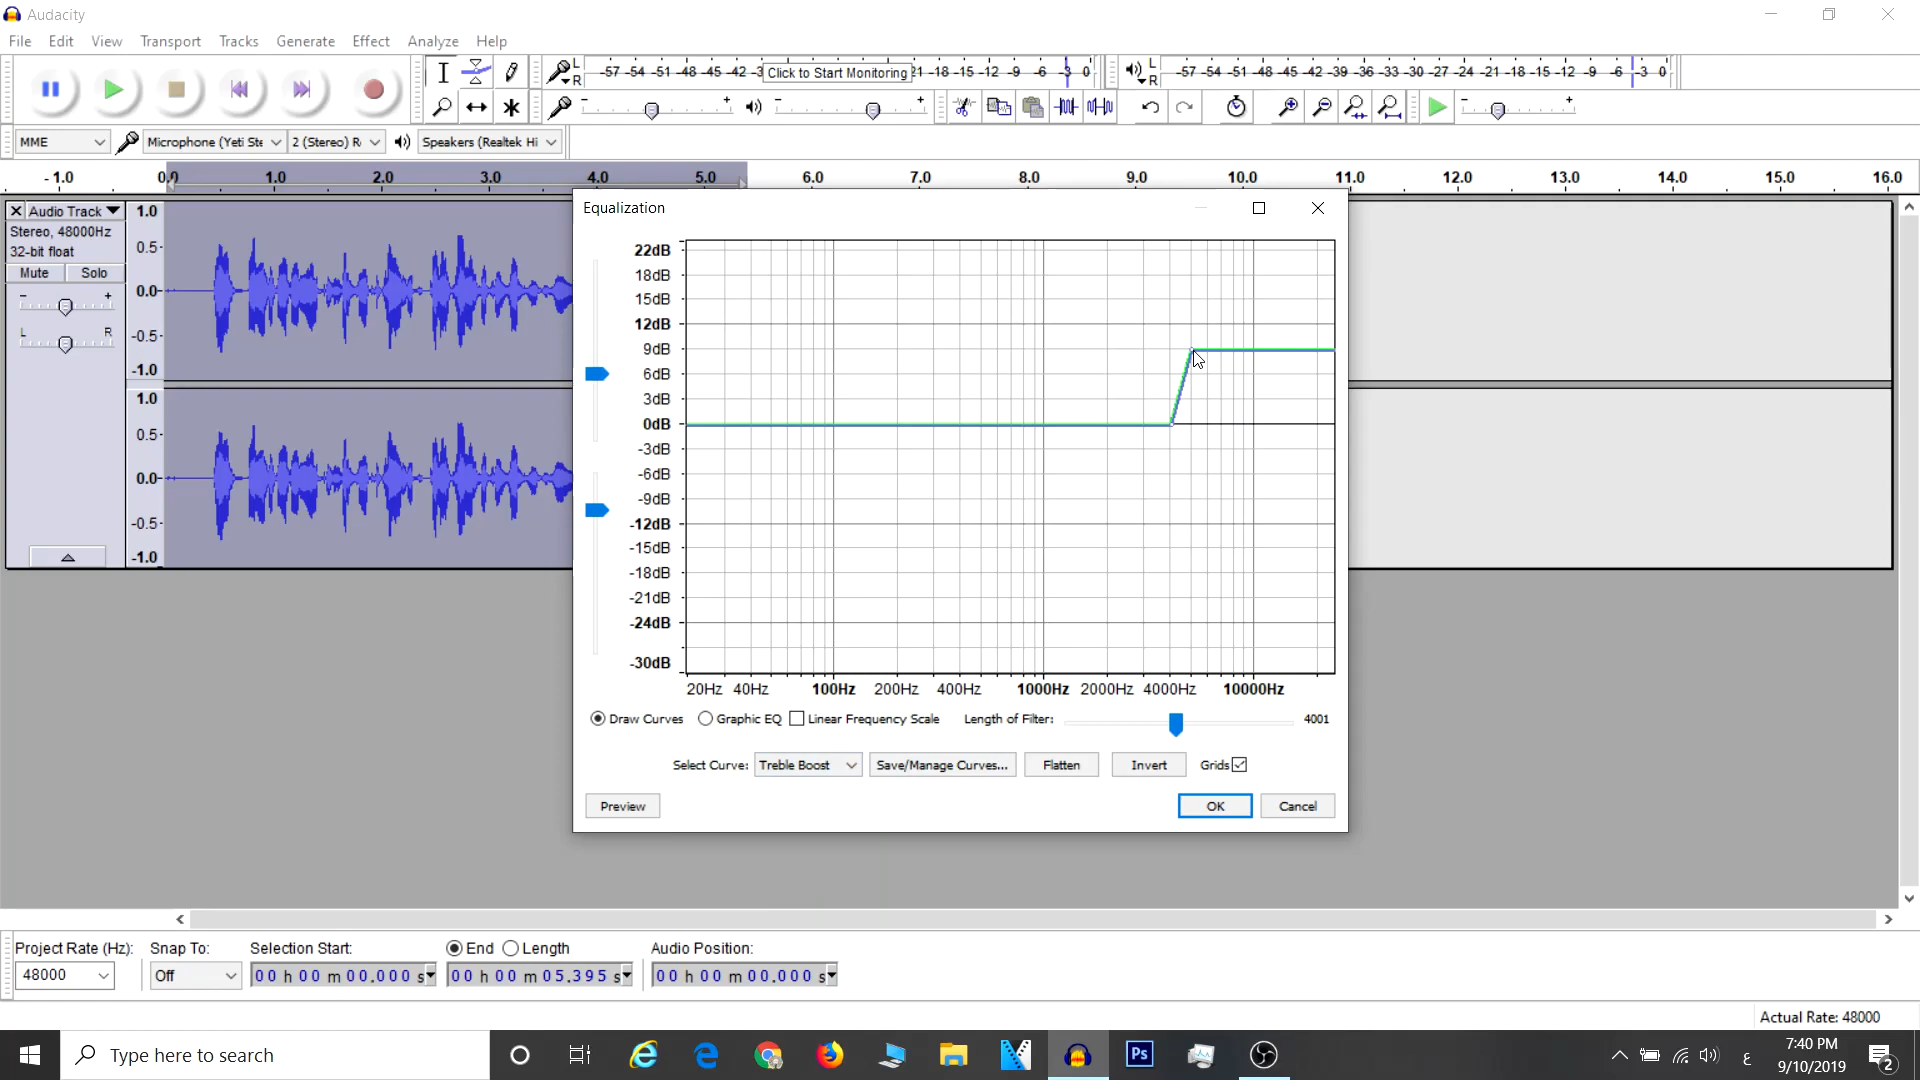 Audacity
File Edit View Transport Tracks Generate Effect Analyze Help
L R -57 -54 -51 -48 -45 -42 -3 Click to Start Monitoring 21 -18 -15 -12 -9 -6 -3 0 L R -57 -54 -51 -48 -45 -42 -39 -36 -33 -30 -27 -24 -21 -18 -15 -12 -9 -6 -3 0
- + - + - +
MME Microphone (Yeti Ste 2 (Stereo) R Speakers (Realtek Hi
- 1.0 0.0 1.0 2.0 3.0 4.0 5.0 6.0 7.0 8.0 9.0 10.0 11.0 12.0 13.0 14.0 15.0 16.0
Audio Track
Stereo, 48000Hz
32-bit float
Mute Solo
- +
L R
1.0
0.5
0.0
-0.5
-1.0
1.0
0.5
0.0
-0.5
-1.0
Equalization
22dB
18dB
15dB
12dB
9dB
6dB
3dB
0dB
-3dB
-6dB
-9dB
-12dB
-15dB
-18dB
-21dB
-24dB
-30dB
20Hz 40Hz 100Hz 200Hz 400Hz 1000Hz 2000Hz 4000Hz 10000Hz
Draw Curves Graphic EQ Linear Frequency Scale Length of Filter: 4001
Select Curve: Treble Boost Save/Manage Curves... Flatten Invert Grids
Preview OK Cancel
Project Rate (Hz): Snap To: Selection Start: End Length Audio Position:
48000 Off 00 h 00 m 00.000 s 00 h 00 m 05.395 s 00 h 00 m 00.000 s
Actual Rate: 48000
Type here to search
Ps
ع
7:40 PM
9/10/2019
2